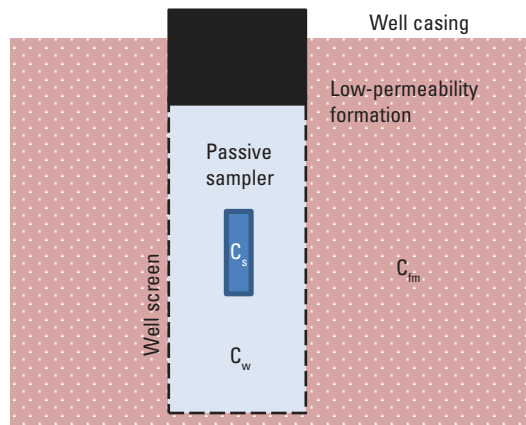 Well casing
Low-permeability
formation
Passive
sampler
Cs
Cfm
Well screen
Cw